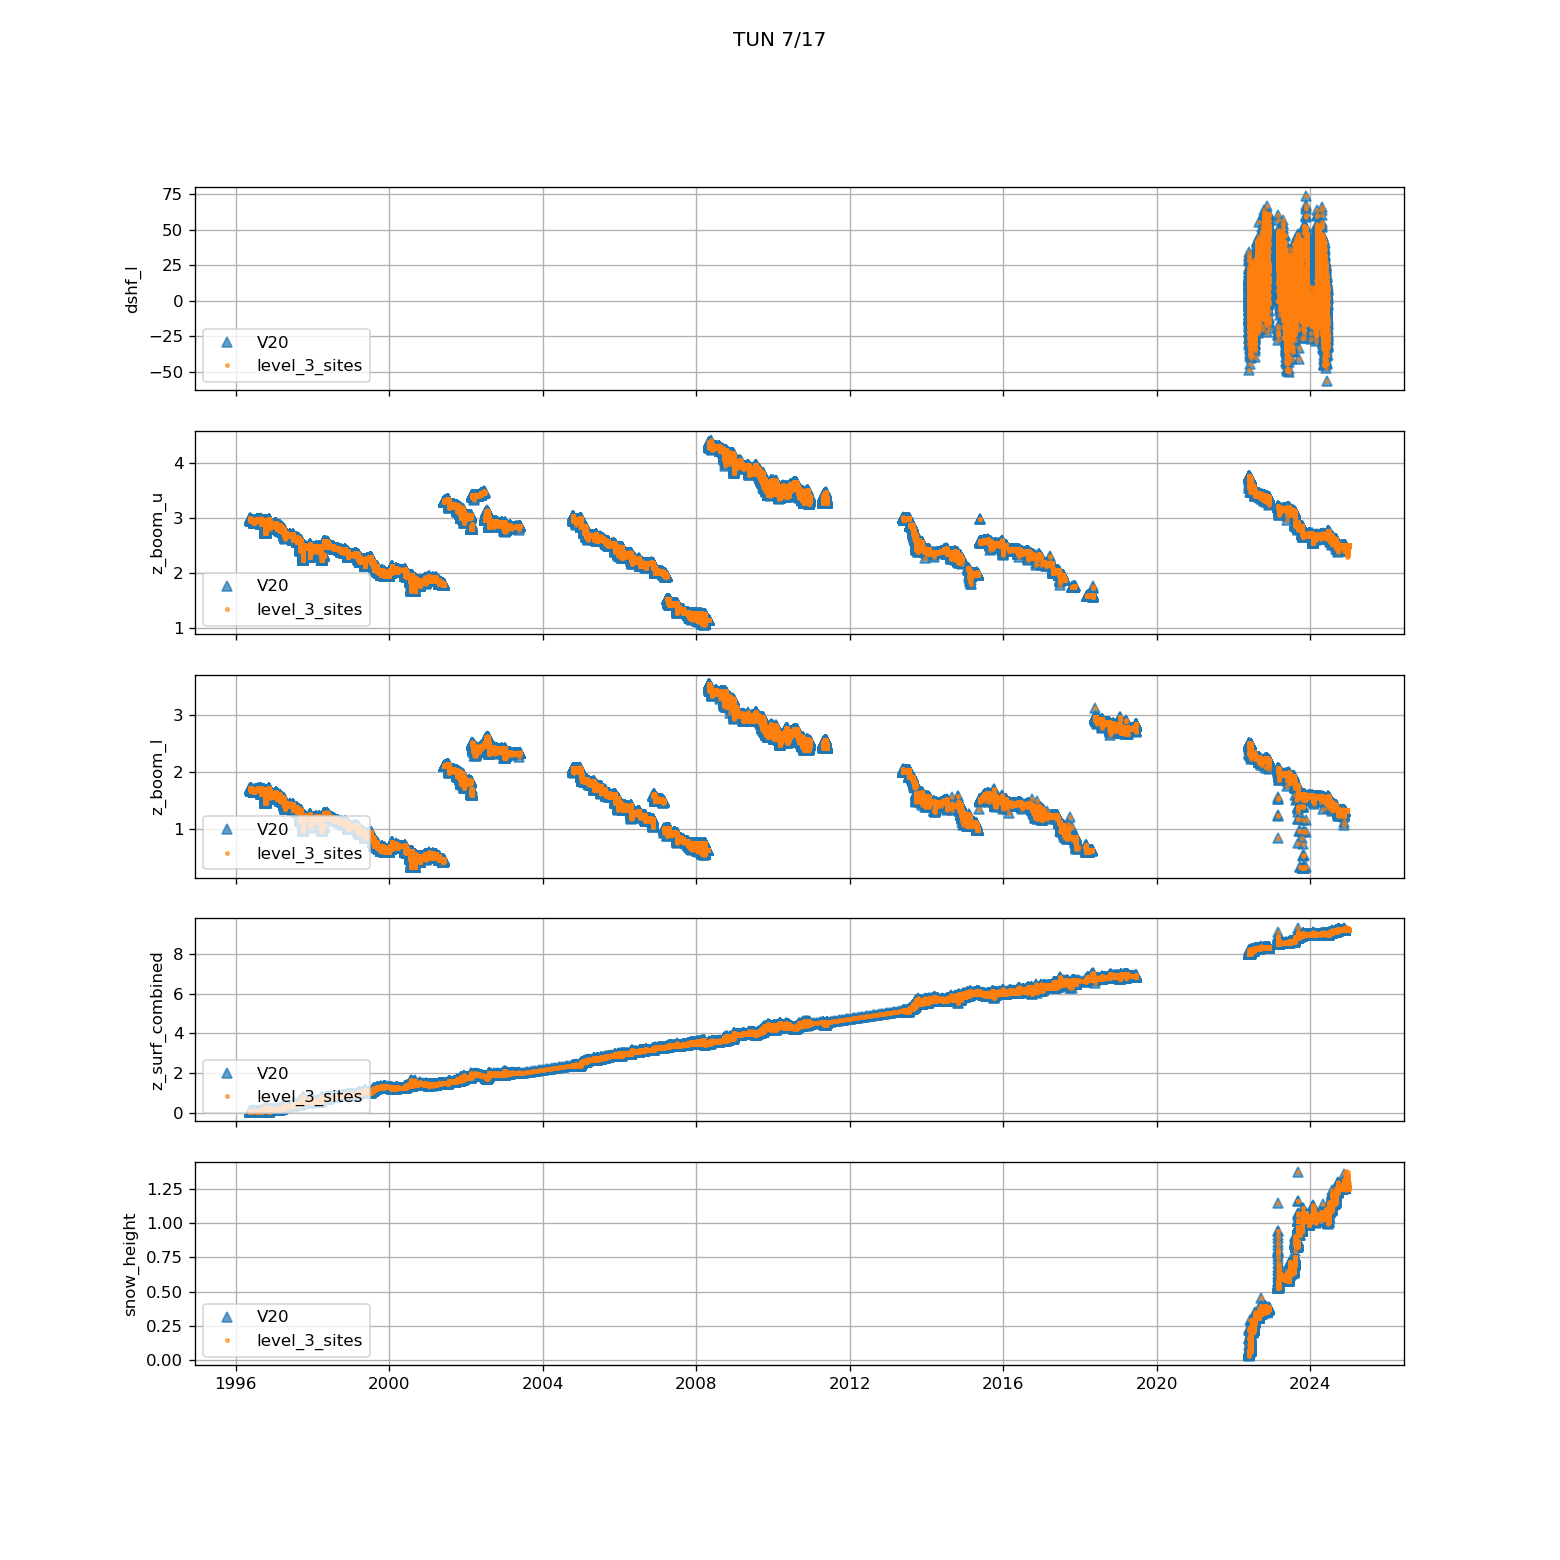 TUN 7/17
75
50
25
0
−25
−50
dshf_l
V20
level_3_sites
4
3
2
1
z_boom_u
V20
level_3_sites
3
2
1
z_boom_l
V20
level_3_sites
8
6
4
2
0
z_surf_combined
V20
level_3_sites
1.25
1.00
0.75
0.50
0.25
0.00
snow_height
V20
level_3_sites
1996 2000 2004 2008 2012 2016 2020 2024